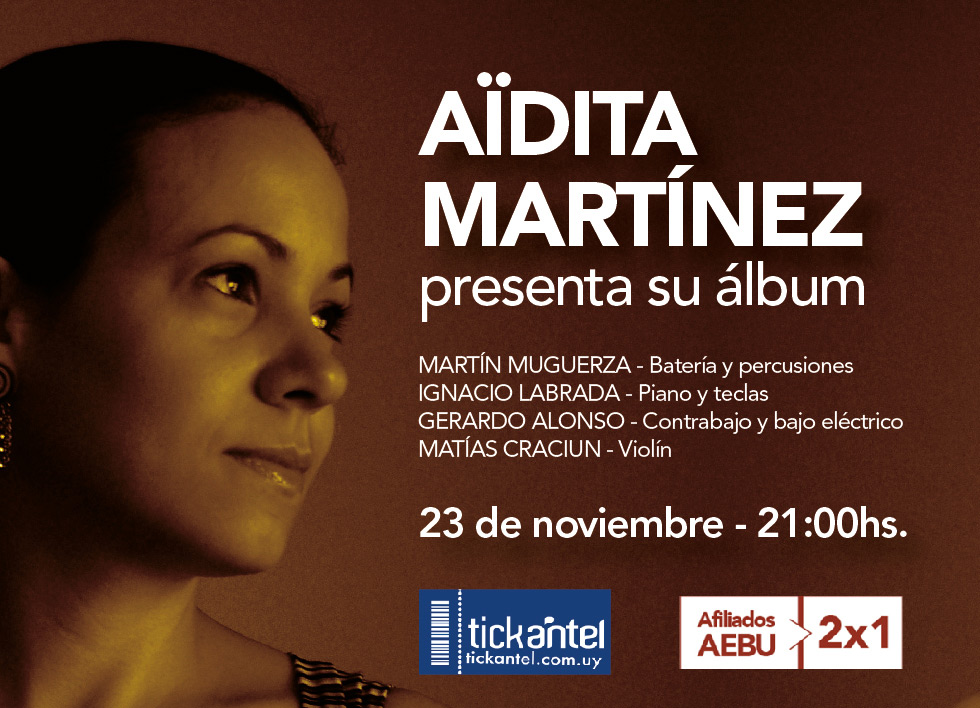 AÏDITA
MARTÍNEZ
presenta su álbum
MARTÍN MUGUERZA - Batería y percusiones
IGNACIO LABRADA - Piano y teclas
GERARDO ALONSO - Contrabajo y bajo eléctrico
MATÍAS CRACIUN - Violín
23 de noviembre - 21:00hs.
tickantel
tickantel.com.uy
Afiliados
AEBU
2x1